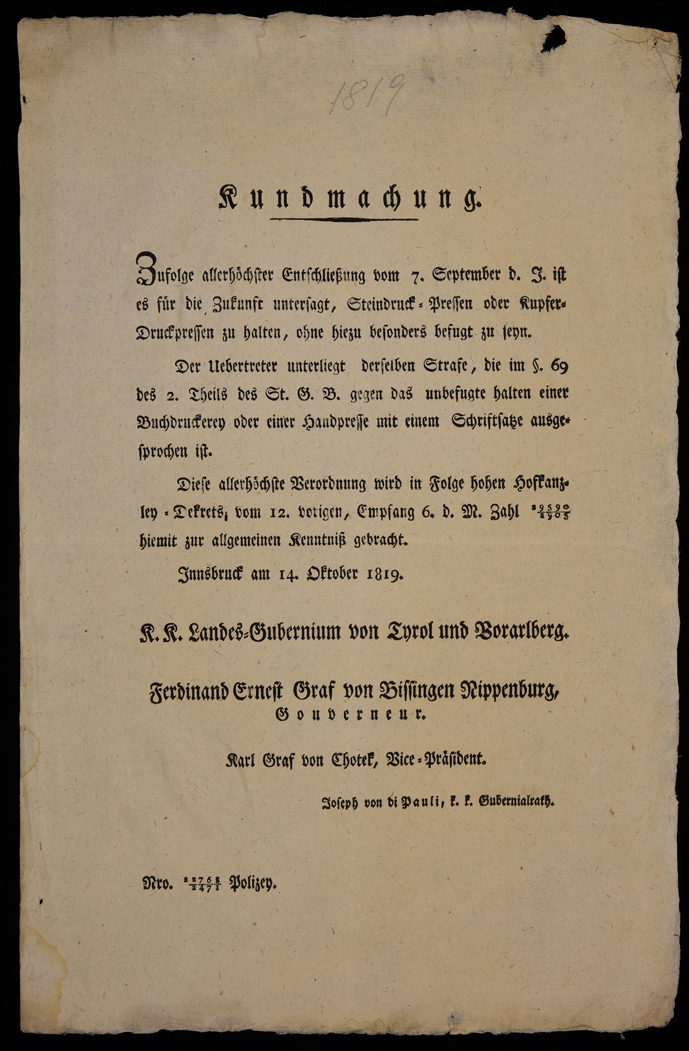 1819
Kundmachung.
Zufolge allerhöchster Entschließung vom 7. September d. J. ist
es für die Zukunft untersagt, Steindruck-Pressen oder Kupfer-
Druckpressen zu halten, ohne hiezu besonders befugt zu seyn.
Der Uebertreter unterliegt derselben Strafe, die im §. 69
des 2. Theils des St. G. B. gegen das unbefugte halten einer
Buchdruckerey oder einer Handpresse mit einem Schriftsatze ausge-
sprochen ist.
Diese allerhöchste Verordnung wird in Folge hohen Hofkanz-
ley-Dekrets, vom 12. vorigen, Empfang 6. d. M. Zahl
hiemit zur allgemeinen Kenntniß gebracht.
Innsbruck am 14. Oktober 1819.
K. K. Landes-Gubernium von Tyrol und Vorarlberg.
Ferdinand Ernest Graf von Bissingen Nippenburg,
Gouverneur.
Karl Graf von Chotek, Vice-Präsident.
Joseph von di Pauli, k. k. Gubernialrath.
Nro. Polizey.